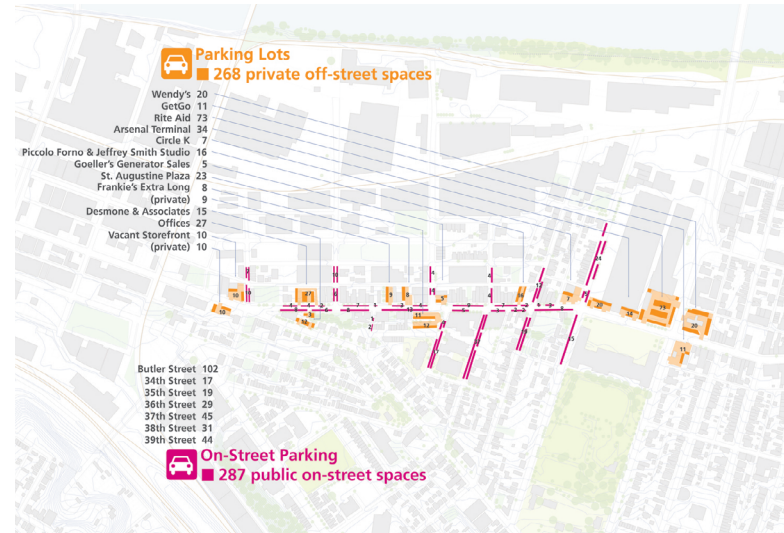 Parking Lots
268 private off-street spaces
Wendy's 20
GetGo 11
Rite Aid 73
Arsenal Terminal 34
Circle K 7
Piccolo Forno & Jeffrey Smith Studio 16
Goeller's Generator Sales 5
St. Augustine Plaza 23
Frankie's Extra Long 8
(private) 9
Desmone & Associates 15
Offices 27
Vacant Storefront 10
(private) 10
Butler Street 102
34th Street 17
35th Street 19
36th Street 29
37th Street 45
38th Street 31
39th Street 44
On-Street Parking
287 public on-street spaces